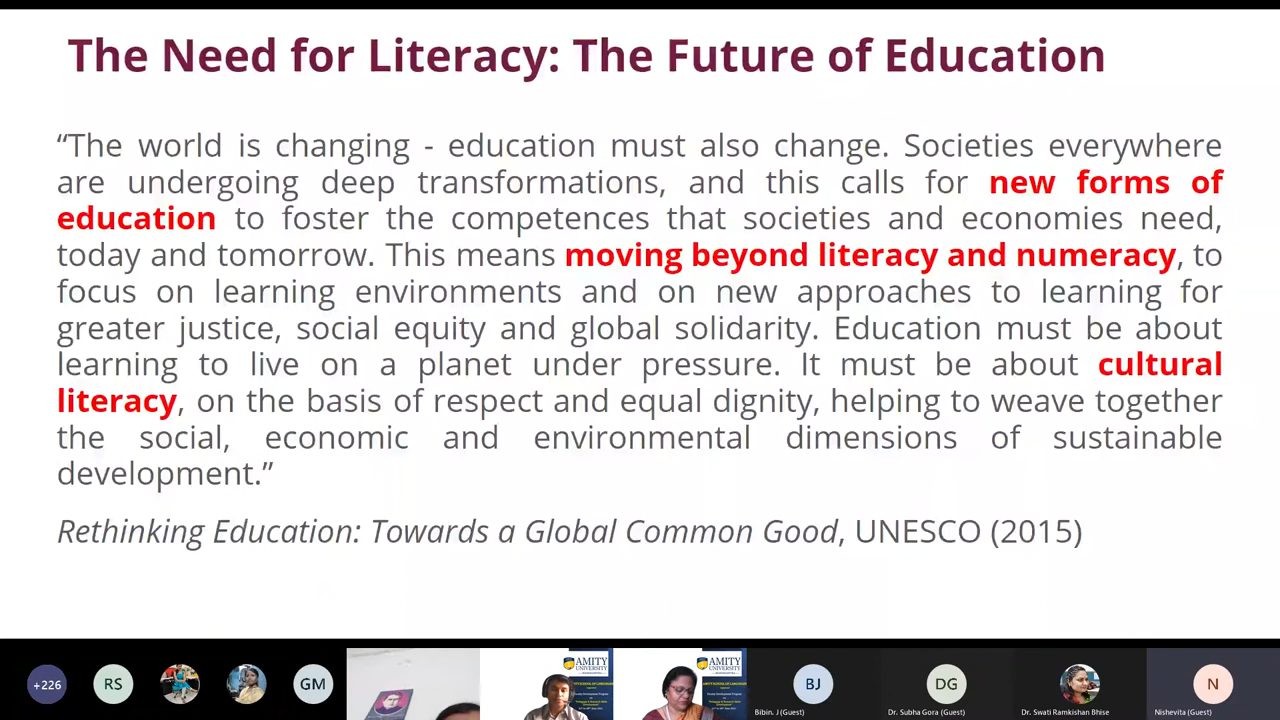 The Need for Literacy: The Future of Education
“The world is changing - education must also change. Societies everywhere
are undergoing deep transformations, and this calls for new forms of
education to foster the competences that societies and economies need,
today and tomorrow. This means moving beyond literacy and numeracy, to
focus on learning environments and on new approaches to learning for
greater justice, social equity and global solidarity. Education must be about
learning to live on a planet under pressure. It must be about cultural
literacy, on the basis of respect and equal dignity, helping to weave together
the social, economic and environmental dimensions of sustainable
development.”
Rethinking Education: Towards a Global Common Good, UNESCO (2015)
+226
RS
GM
AMITY
UNIVERSITY
AMITY
UNIVERSITY
BJ
DG
N
Bibin. J (Guest)
Dr. Subha Gora (Guest)
Dr. Swati Ramkishan Bhise
Nishevita (Guest)